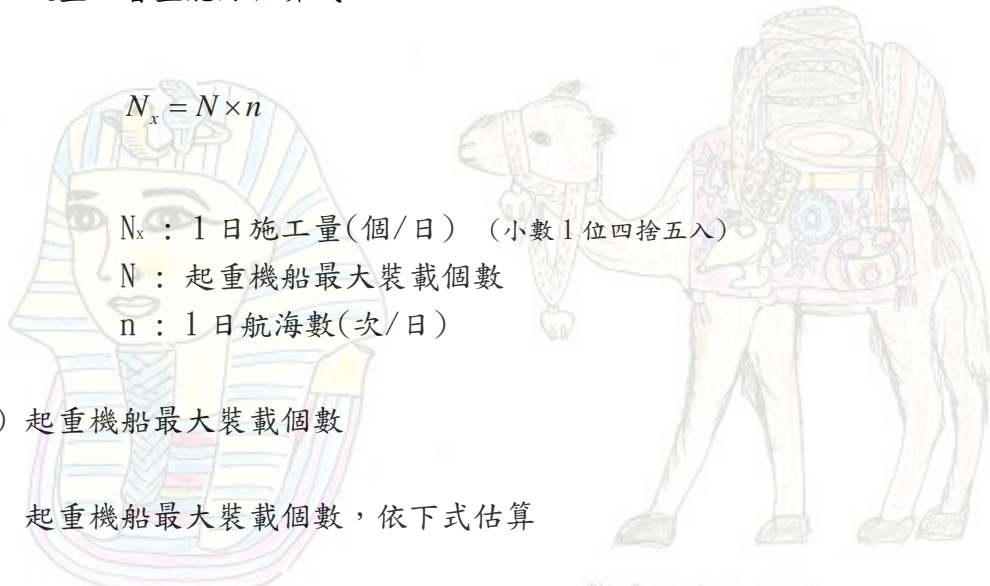 N_x = N × n
Nₓ : 1 日施工量(個/日) (小數 1 位四捨五入)
N : 起重機船最大裝載個數
n : 1 日航海數(次/日)
) 起重機船最大裝載個數
起重機船最大裝載個數，依下式估算